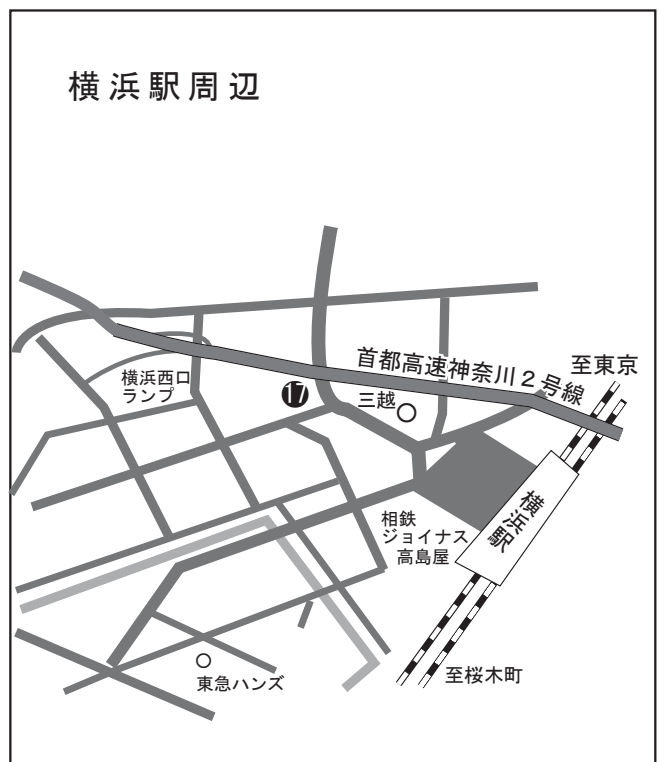 横浜駅周辺
首都高速神奈川２号線
至東京
横浜西口
ランプ
17
三越
横浜駅
相鉄
ジョイナス
高島屋
至桜木町
東急ハンズ